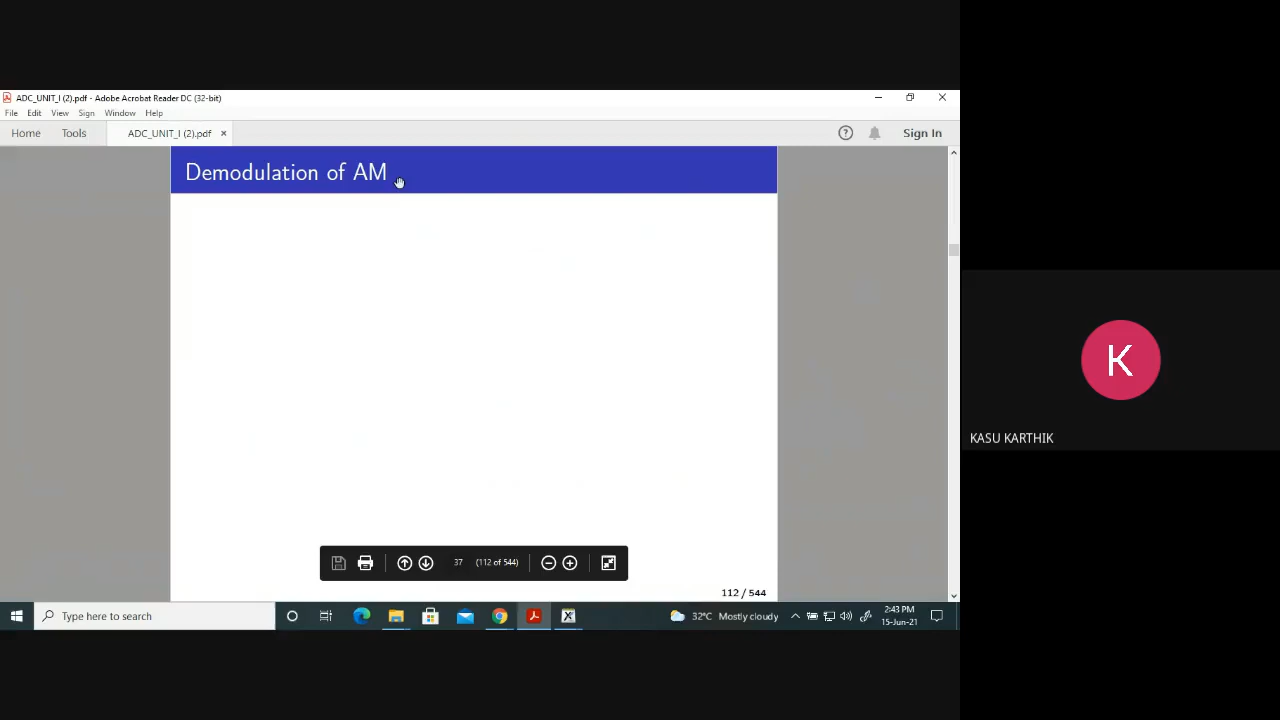 ADC_UNIT_I (2).pdf - Adobe Acrobat Reader DC (32-bit)
File Edit View Sign Window Help
Home Tools ADC_UNIT_I (2).pdf × Sign In
Demodulation of AM
K
KASU KARTHIK
37 (112 of 544)
112 / 544
Type here to search
32°C Mostly cloudy
2:43 PM
15-Jun-21